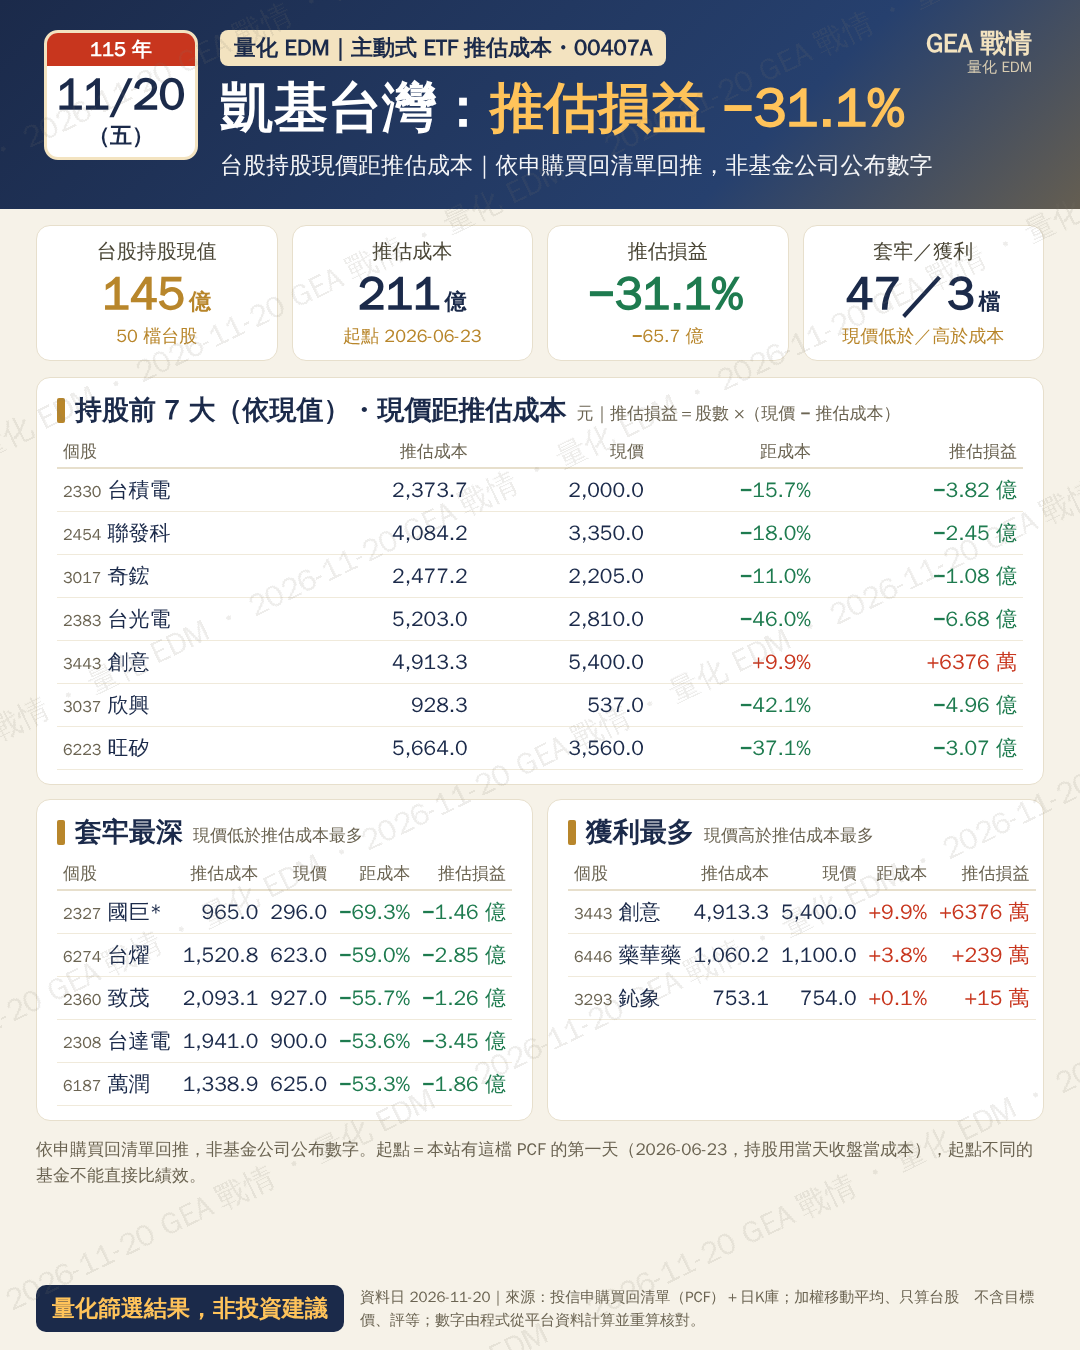 115 年
11/20
（五）
量化 EDM｜主動式 ETF 推估成本・00407A
凱基台灣：推估損益 −31.1%
台股持股現價距推估成本｜依申購買回清單回推，非基金公司公布數字
GEA 戰情
量化 EDM
台股持股現值
145 億
50 檔台股
推估成本
211 億
起點 2026-06-23
推估損益
−31.1%
−65.7 億
套牢／獲利
47／3 檔
現價低於／高於成本
持股前 7 大（依現值）・現價距推估成本 元｜推估損益＝股數 ×（現價 − 推估成本）
個股 推估成本 現價 距成本 推估損益
2330 台積電 2,373.7 2,000.0 −15.7% −3.82 億
2454 聯發科 4,084.2 3,350.0 −18.0% −2.45 億
3017 奇鋐 2,477.2 2,205.0 −11.0% −1.08 億
2383 台光電 5,203.0 2,810.0 −46.0% −6.68 億
3443 創意 4,913.3 5,400.0 +9.9% +6376 萬
3037 欣興 928.3 537.0 −42.1% −4.96 億
6223 旺矽 5,664.0 3,560.0 −37.1% −3.07 億
套牢最深 現價低於推估成本最多
個股 推估成本 現價 距成本 推估損益
2327 國巨* 965.0 296.0 −69.3% −1.46 億
6274 台燿 1,520.8 623.0 −59.0% −2.85 億
2360 致茂 2,093.1 927.0 −55.7% −1.26 億
2308 台達電 1,941.0 900.0 −53.6% −3.45 億
6187 萬潤 1,338.9 625.0 −53.3% −1.86 億
獲利最多 現價高於推估成本最多
個股 推估成本 現價 距成本 推估損益
3443 創意 4,913.3 5,400.0 +9.9% +6376 萬
6446 藥華藥 1,060.2 1,100.0 +3.8% +239 萬
3293 鈊象 753.1 754.0 +0.1% +15 萬
依申購買回清單回推，非基金公司公布數字。起點＝本站有這檔 PCF 的第一天（2026-06-23，持股用當天收盤當成本），起點不同的
基金不能直接比績效。
量化篩選結果，非投資建議
資料日 2026-11-20｜來源：投信申購買回清單（PCF）＋日K庫；加權移動平均、只算台股　不含目標
價、評等；數字由程式從平台資料計算並重算核對。